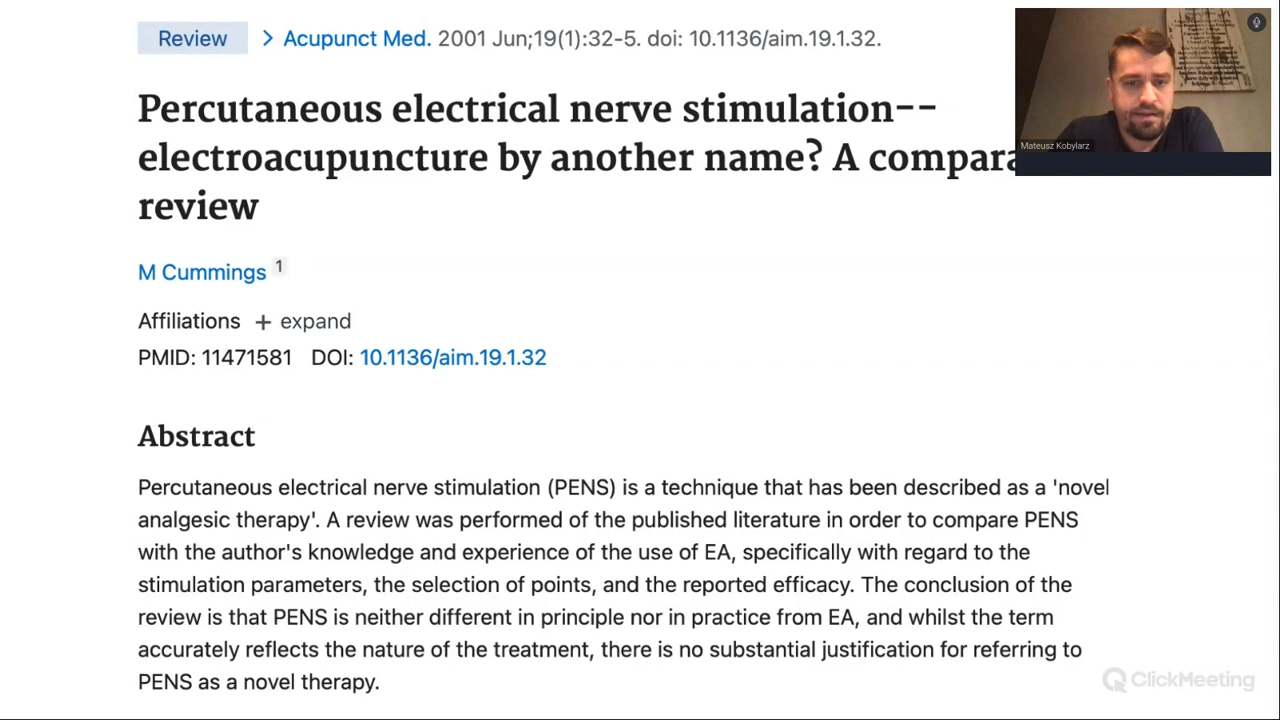 Review > Acupunct Med. 2001 Jun;19(1):32-5. doi: 10.1136/aim.19.1.32.
Percutaneous electrical nerve stimulation--
electroacupuncture by another name? A compara
review
M Cummings 1
Affiliations + expand
PMID: 11471581 DOI: 10.1136/aim.19.1.32
Abstract
Percutaneous electrical nerve stimulation (PENS) is a technique that has been described as a 'novel
analgesic therapy'. A review was performed of the published literature in order to compare PENS
with the author's knowledge and experience of the use of EA, specifically with regard to the
stimulation parameters, the selection of points, and the reported efficacy. The conclusion of the
review is that PENS is neither different in principle nor in practice from EA, and whilst the term
accurately reflects the nature of the treatment, there is no substantial justification for referring to
PENS as a novel therapy.
Mateusz Kobylarz
ClickMeeting